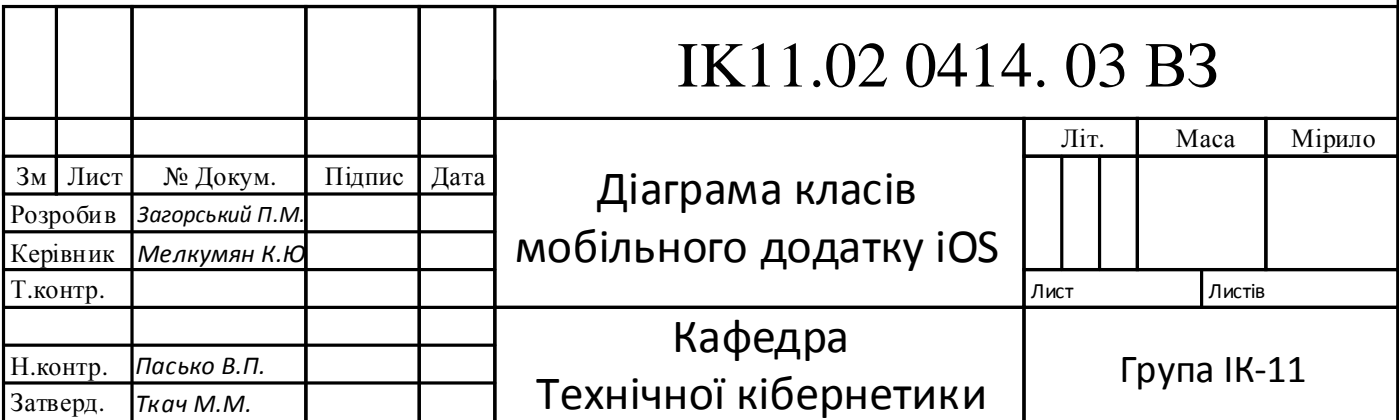 ІК11.02 0414. 03 ВЗ
Літ. Маса Мірило
Зм Лист № Докум. Підпис Дата
Діаграма класів
мобільного додатку iOS
Розробив Загорський П.М.
Керівник Мелкумян К.Ю
Т.контр.
Лист Листів
Н.контр. Пасько В.П.
Затверд. Ткач М.М.
Кафедра
Технічної кібернетики
Група ІК-11